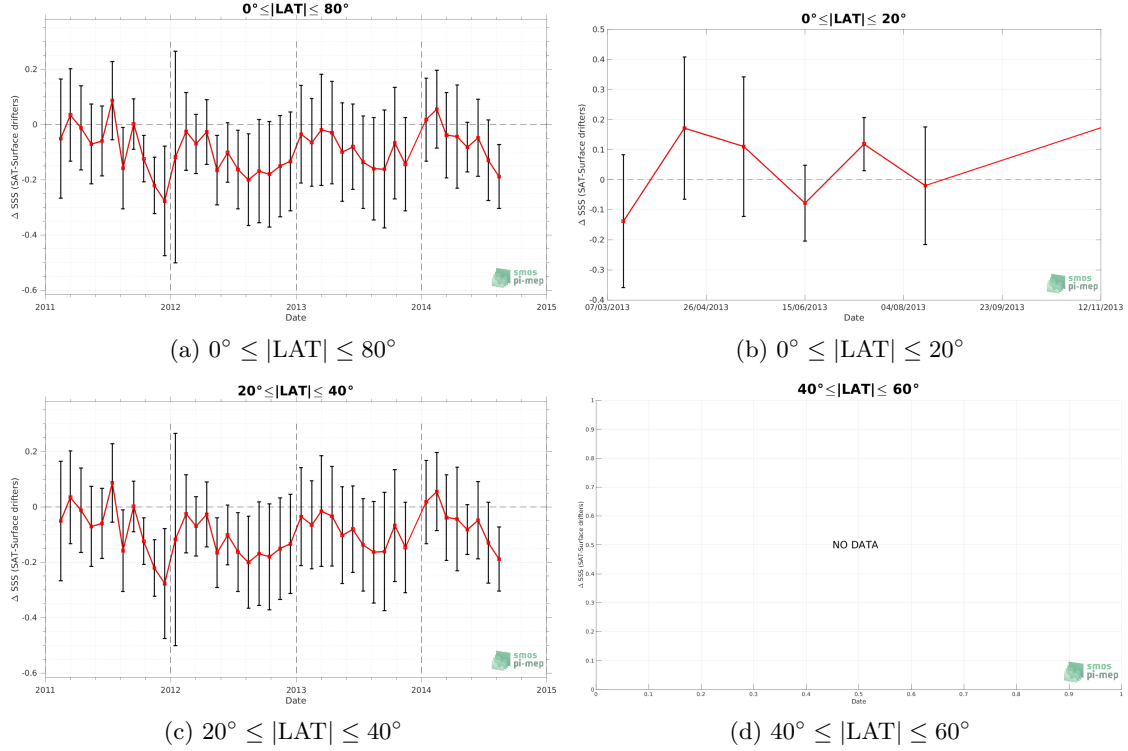 0°≤|LAT|≤ 80°
Δ SSS (SAT-Surface drifters)
0.2
0
-0.2
-0.4
-0.6
2011
2012
2013
2014
2015
Date
smos
pi-mep
(a) 0° ≤ |LAT| ≤ 80°
0°≤|LAT|≤ 20°
Δ SSS (SAT-Surface drifters)
0.5
0.4
0.3
0.2
0.1
0
-0.1
-0.2
-0.3
-0.4
07/03/2013
26/04/2013
15/06/2013
04/08/2013
23/09/2013
12/11/2013
Date
smos
pi-mep
(b) 0° ≤ |LAT| ≤ 20°
20°≤|LAT|≤ 40°
Δ SSS (SAT-Surface drifters)
0.2
0
-0.2
-0.4
-0.6
2011
2012
2013
2014
2015
Date
smos
pi-mep
(c) 20° ≤ |LAT| ≤ 40°
40°≤|LAT|≤ 60°
Δ SSS (SAT-Surface drifters)
1
0.9
0.8
0.7
0.6
0.5
0.4
0.3
0.2
0.1
0
NO DATA
0
0.1
0.2
0.3
0.4
0.5
0.6
0.7
0.8
0.9
1
Date
smos
pi-mep
(d) 40° ≤ |LAT| ≤ 60°